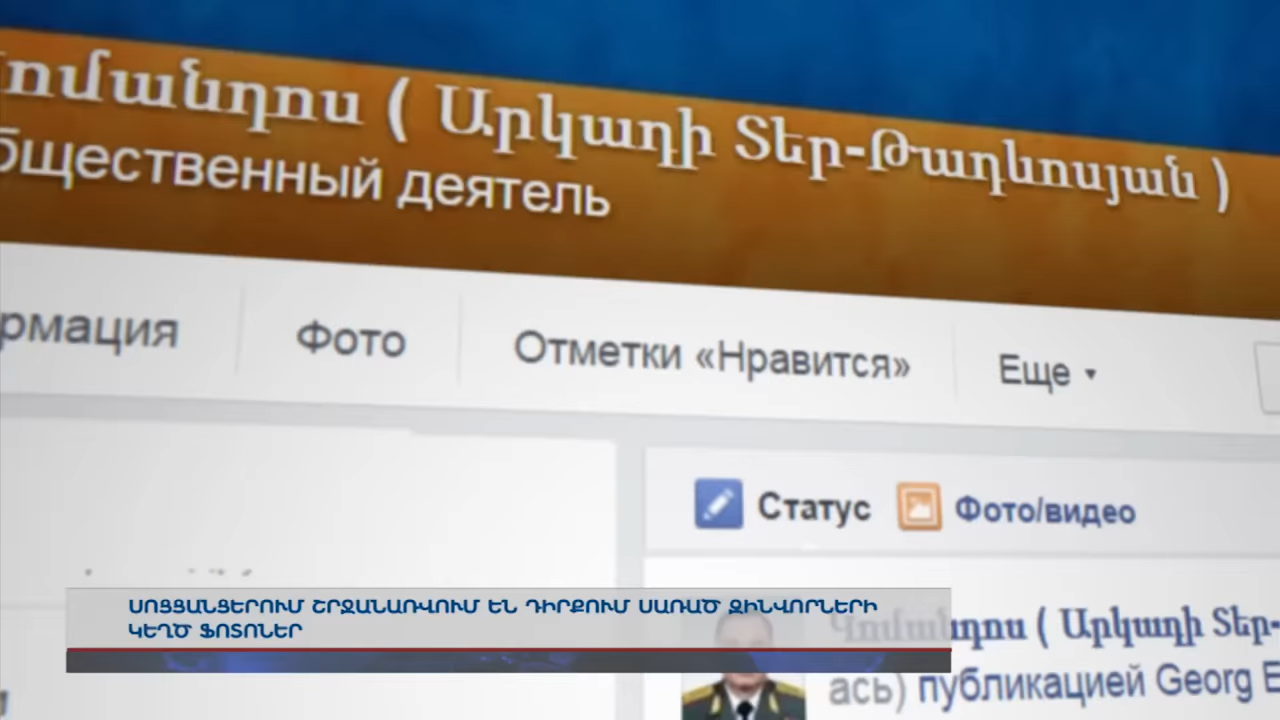 ոմանդոս ( Արկադի Տեր-Թադևոսյան )
бщественный деятель
рмация
Фото
Отметки «Нравится»
Еще
Статус
Фото/видео
ՍՈՑՑԱՆՑԵՐՈՒՄ ՇՐՋԱՆԱՌՎՈՒՄ ԵՆ ԴԻՐՔՈՒՄ ՍԱՌԱԾ ԶԻՆՎՈՐՆԵՐԻ
ԿԵՂԾ ՖՈՏՈՆԵՐ
Կոմանդոս ( Արկադի Տեր-
ась) публикацией Georg E